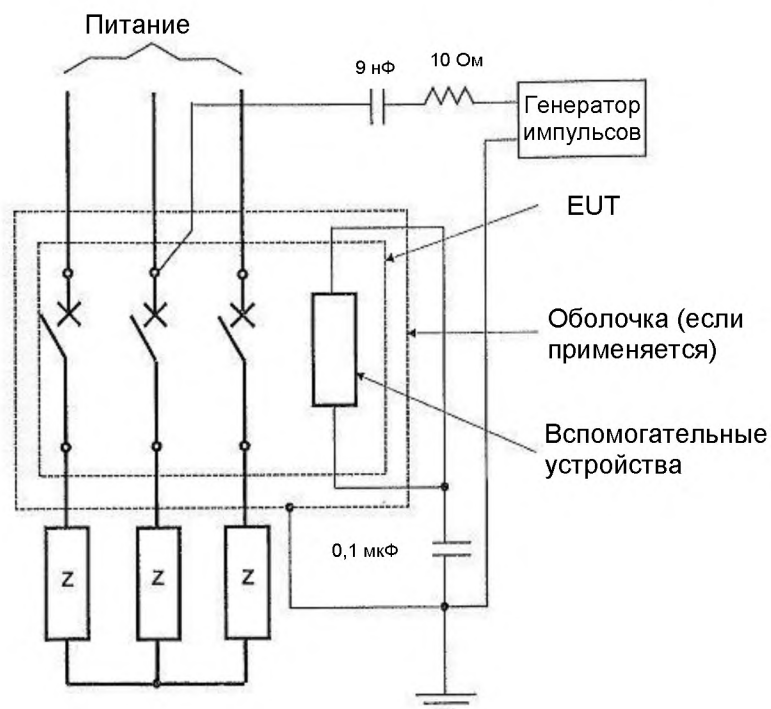 Питание
9 нФ
10 Ом
Генератор
импульсов
EUT
Оболочка (если
применяется)
Вспомогательные
устройства
0,1 мкФ
Z
Z
Z